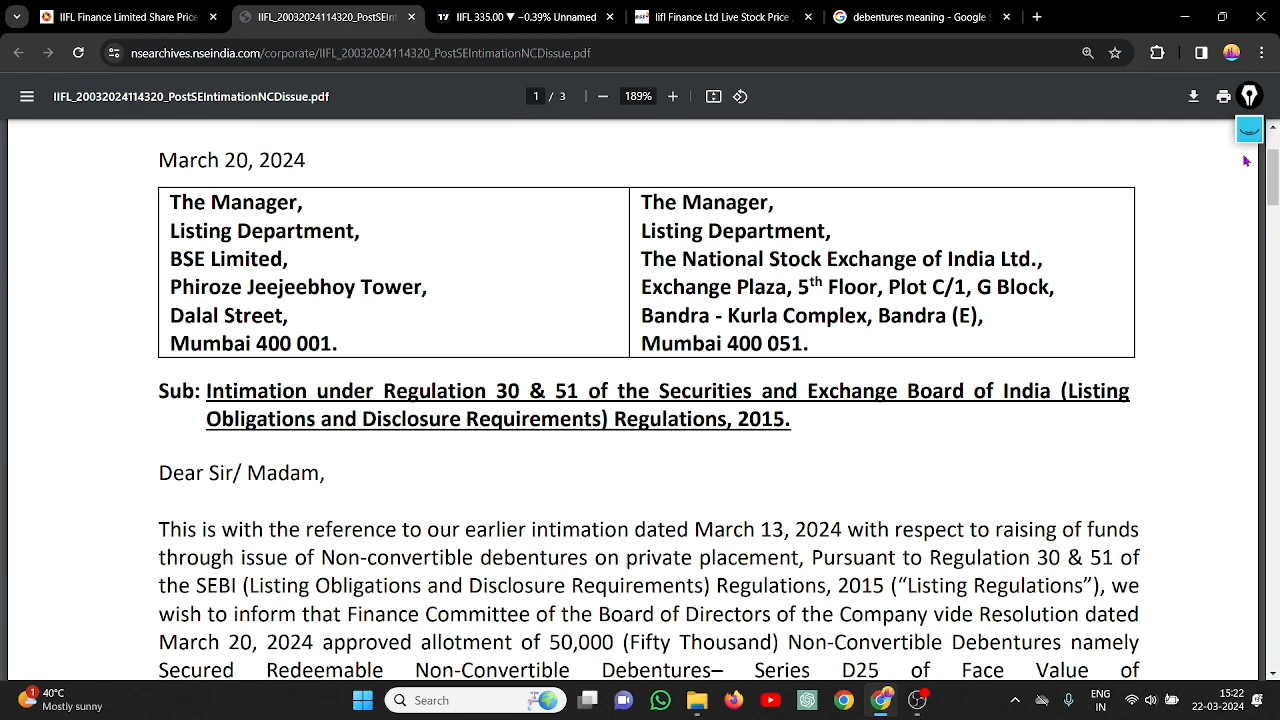 IIFL Finance Limited Share Price
IIFL_20032024114320_PostSEInt
IIFL 335.00 ▼ −0.39% Unnamed
Iifl Finance Ltd Live Stock Price
debentures meaning - Google S
nsearchives.nseindia.com/corporate/IIFL_20032024114320_PostSEIntimationNCDissue.pdf
IIFL_20032024114320_PostSEIntimationNCDissue.pdf
1 / 3
189%
March 20, 2024
The Manager,
Listing Department,
BSE Limited,
Phiroze Jeejeebhoy Tower,
Dalal Street,
Mumbai 400 001.
The Manager,
Listing Department,
The National Stock Exchange of India Ltd.,
Exchange Plaza, 5th Floor, Plot C/1, G Block,
Bandra - Kurla Complex, Bandra (E),
Mumbai 400 051.
Sub: Intimation under Regulation 30 & 51 of the Securities and Exchange Board of India (Listing
Obligations and Disclosure Requirements) Regulations, 2015.
Dear Sir/ Madam,
This is with the reference to our earlier intimation dated March 13, 2024 with respect to raising of funds
through issue of Non-convertible debentures on private placement, Pursuant to Regulation 30 & 51 of
the SEBI (Listing Obligations and Disclosure Requirements) Regulations, 2015 (“Listing Regulations”), we
wish to inform that Finance Committee of the Board of Directors of the Company vide Resolution dated
March 20, 2024 approved allotment of 50,000 (Fifty Thousand) Non-Convertible Debentures namely
Secured Redeemable Non-Convertible Debentures– Series D25 of Face Value of
1
40°C
Mostly sunny
Search
ENG
IN
15:22
22-03-2024